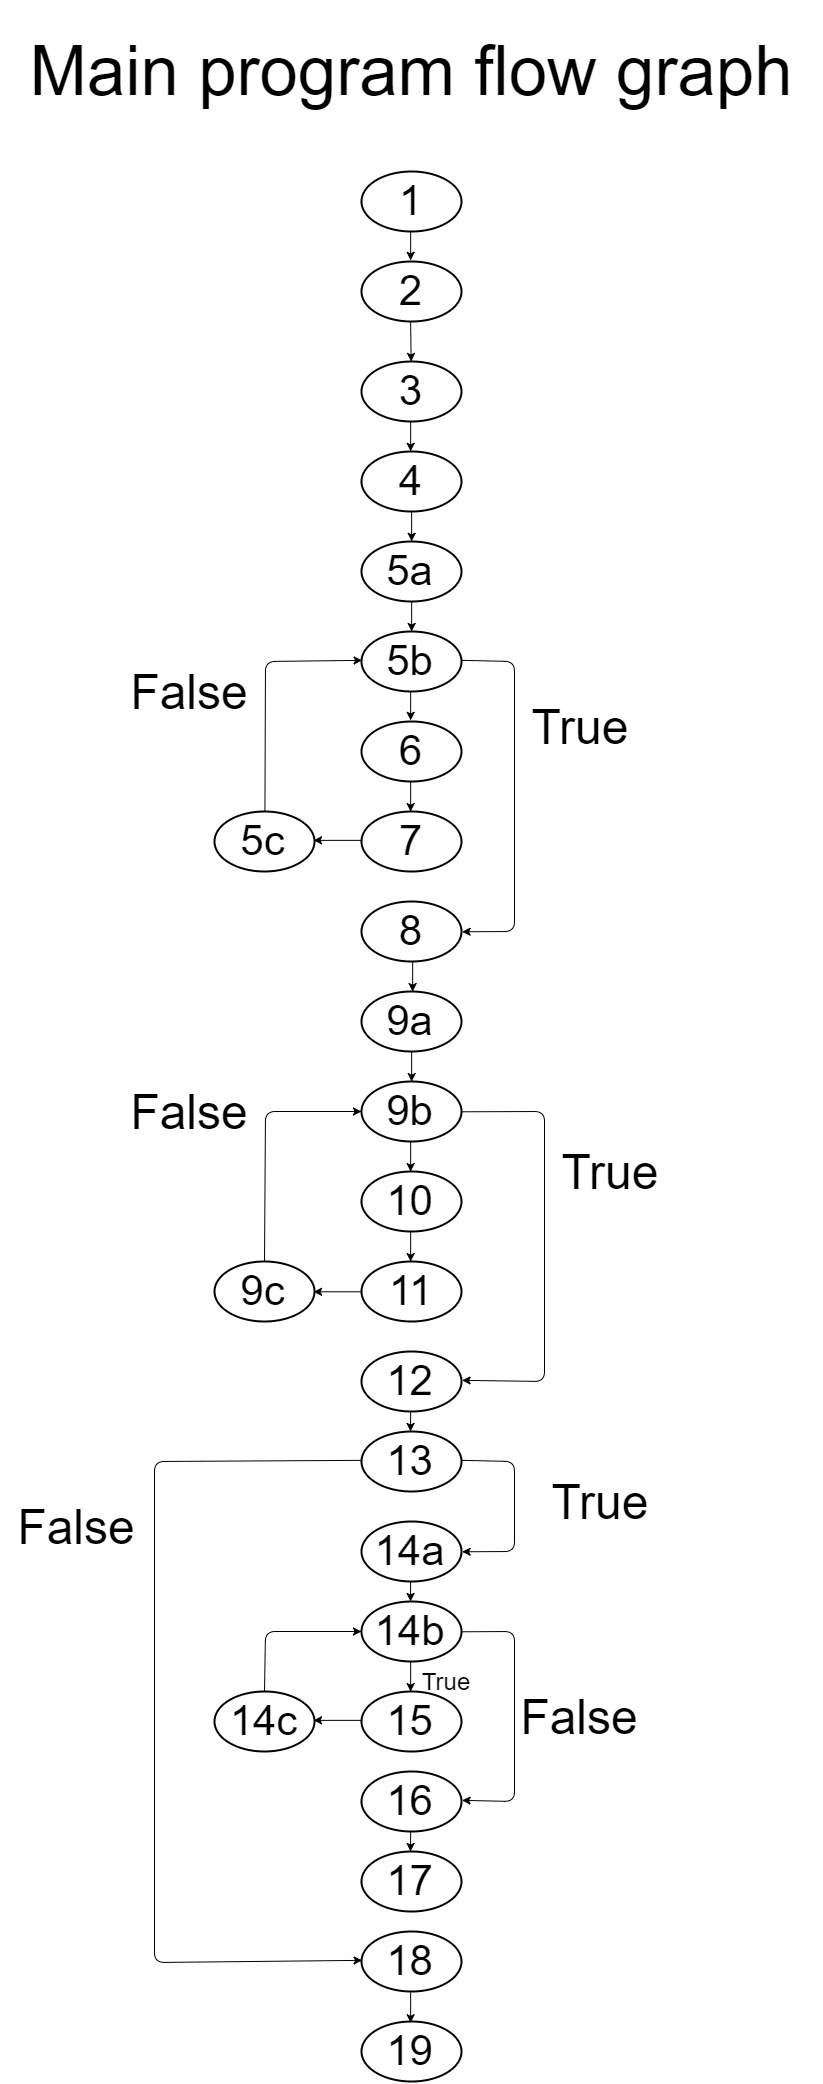 Main program flow graph
1
2
3
4
5a
5b
False
True
6
5c
7
8
9a
9b
False
True
10
9c
11
12
13
False
True
14a
14b
True
14c
15
False
16
17
18
19